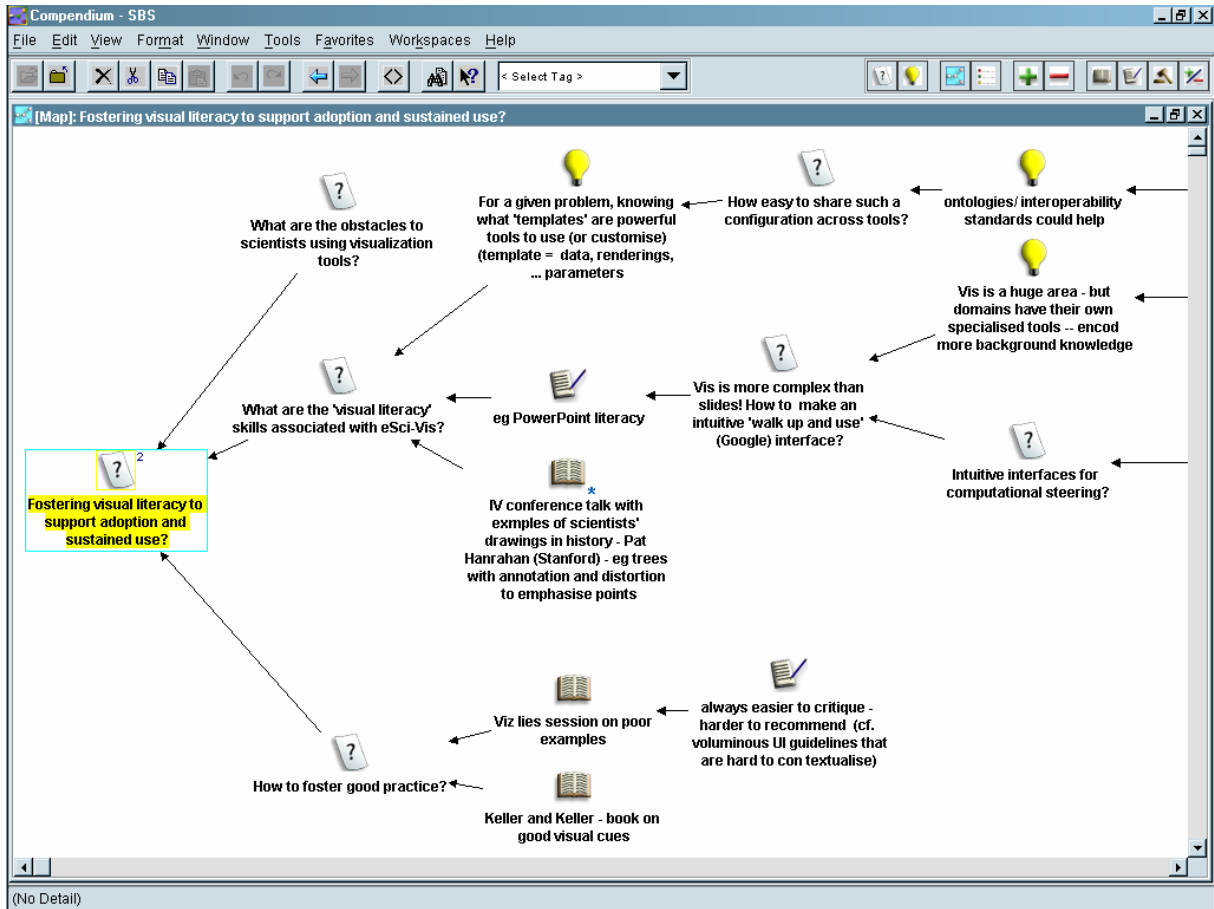 Compendium - SBS
File Edit View Format Window Tools Favorites Workspaces Help
< Select Tag >
[Map]: Fostering visual literacy to support adoption and sustained use?
What are the obstacles to
scientists using visualization
tools?
For a given problem, knowing
what 'templates' are powerful
tools to use (or customise)
(template = data, renderings,
... parameters
How easy to share such a
configuration across tools?
ontologies/ interoperability
standards could help
Vis is a huge area - but
domains have their own
specialised tools -- encod
more background knowledge
What are the 'visual literacy'
skills associated with eSci-Vis?
eg PowerPoint literacy
Vis is more complex than
slides! How to make an
intuitive 'walk up and use'
(Google) interface?
Intuitive interfaces for
computational steering?
2
Fostering visual literacy to
support adoption and
sustained use?
*
IV conference talk with
exmples of scientists'
drawings in history - Pat
Hanrahan (Stanford) - eg trees
with annotation and distortion
to emphasise points
Viz lies session on poor
examples
always easier to critique -
harder to recommend (cf.
voluminous UI guidelines that
are hard to con textualise)
How to foster good practice?
Keller and Keller - book on
good visual cues
(No Detail)